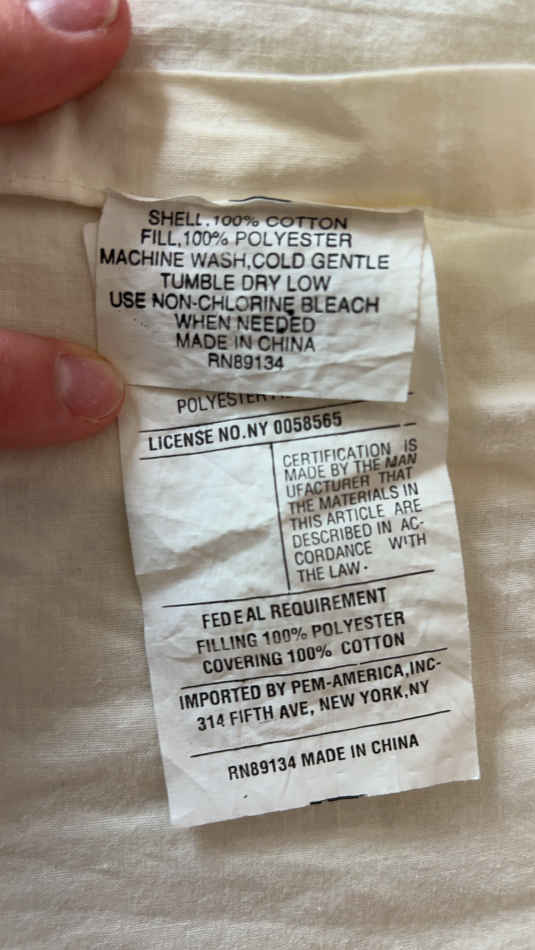 SHELL,100% COTTON
FILL,100% POLYESTER
MACHINE WASH,COLD GENTLE
TUMBLE DRY LOW
USE NON-CHLORINE BLEACH
WHEN NEEDED
MADE IN CHINA
RN89134
POLYESTER
LICENSE NO.NY 0058565
CERTIFICATION IS
MADE BY THE MAN
UFACTURER THAT
THE MATERIALS IN
THIS ARTICLE ARE
DESCRIBED IN AC-
CORDANCE WITH
THE LAW.
FEDEAL REQUIREMENT
FILLING 100% POLYESTER
COVERING 100% COTTON
IMPORTED BY PEM-AMERICA,INC-
314 FIFTH AVE, NEW YORK,NY
RN89134 MADE IN CHINA